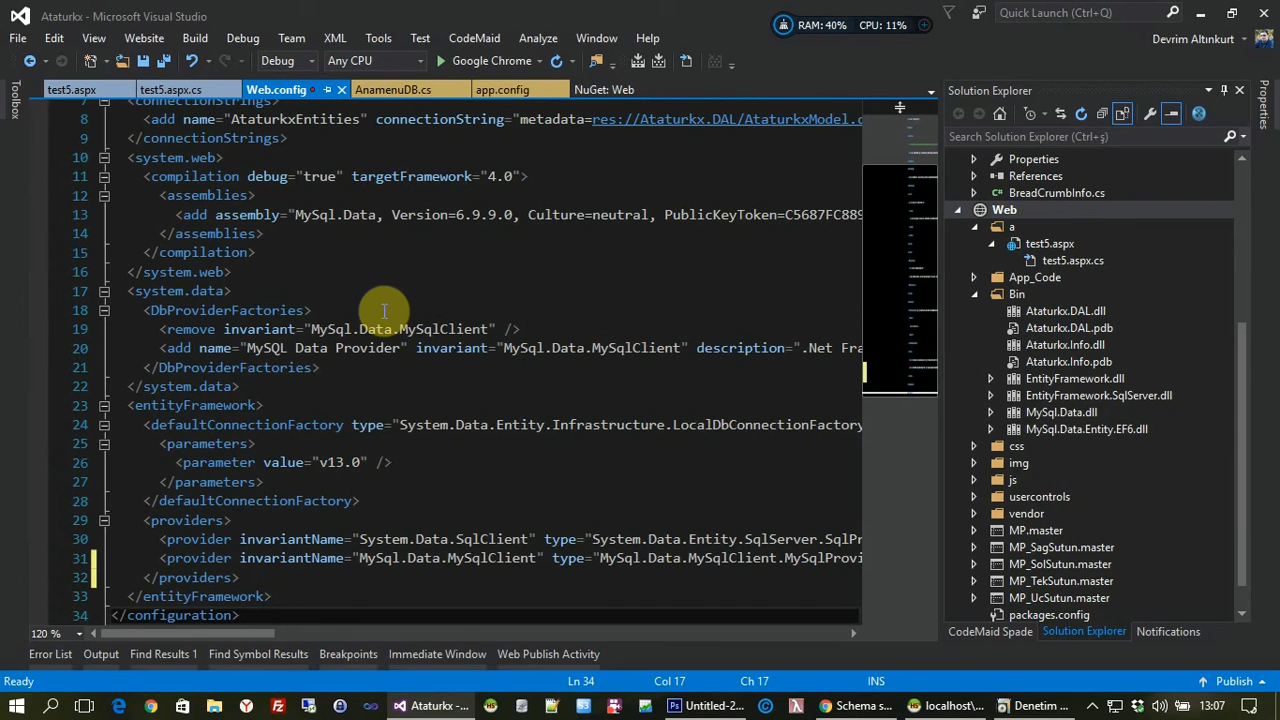 Ataturkx - Microsoft Visual Studio
RAM: 40% CPU: 11%
Quick Launch (Ctrl+Q)
File Edit View Website Build Debug Team XML Tools Test CodeMaid Analyze Window Help
Devrim Altınkurt
Debug Any CPU Google Chrome
Toolbox
test5.aspx test5.aspx.cs Web.config AnamenuDB.cs app.config NuGet: Web
7 <connectionStrings>
8 <add name="AtaturkxEntities" connectionString="metadata=res://Ataturkx.DAL/AtaturkxModel.c
9 </connectionStrings>
10 <system.web>
11 <compilation debug="true" targetFramework="4.0">
12 <assemblies>
13 <add assembly="MySql.Data, Version=6.9.9.0, Culture=neutral, PublicKeyToken=C5687FC889
14 </assemblies>
15 </compilation>
16 </system.web>
17 <system.data>
18 <DbProviderFactories>
19 <remove invariant="MySql.Data.MySqlClient" />
20 <add name="MySQL Data Provider" invariant="MySql.Data.MySqlClient" description=".Net Fra
21 </DbProviderFactories>
22 </system.data>
23 <entityFramework>
24 <defaultConnectionFactory type="System.Data.Entity.Infrastructure.LocalDbConnectionFactory
25 <parameters>
26 <parameter value="v13.0" />
27 </parameters>
28 </defaultConnectionFactory>
29 <providers>
30 <provider invariantName="System.Data.SqlClient" type="System.Data.Entity.SqlServer.SqlPr
31 <provider invariantName="MySql.Data.MySqlClient" type="MySql.Data.MySqlClient.MySqlProvi
32 </providers>
33 </entityFramework>
34 </configuration>
120 %
Solution Explorer
Search Solution Explorer (Ctrl+ş)
Properties
References
BreadCrumbInfo.cs
Web
a
test5.aspx
test5.aspx.cs
App_Code
Bin
Ataturkx.DAL.dll
Ataturkx.DAL.pdb
Ataturkx.Info.dll
Ataturkx.Info.pdb
EntityFramework.dll
EntityFramework.SqlServer.dll
MySql.Data.dll
MySql.Data.Entity.EF6.dll
css
img
js
usercontrols
vendor
MP.master
MP_SagSutun.master
MP_SolSutun.master
MP_TekSutun.master
MP_UcSutun.master
packages.config
CodeMaid Spade Solution Explorer Notifications
Error List Output Find Results 1 Find Symbol Results Breakpoints Immediate Window Web Publish Activity
Ready Ln 34 Col 17 Ch 17 INS Publish
Ataturkx -... Untitled-2... Schema s... localhost\... Denetim ... 13:07